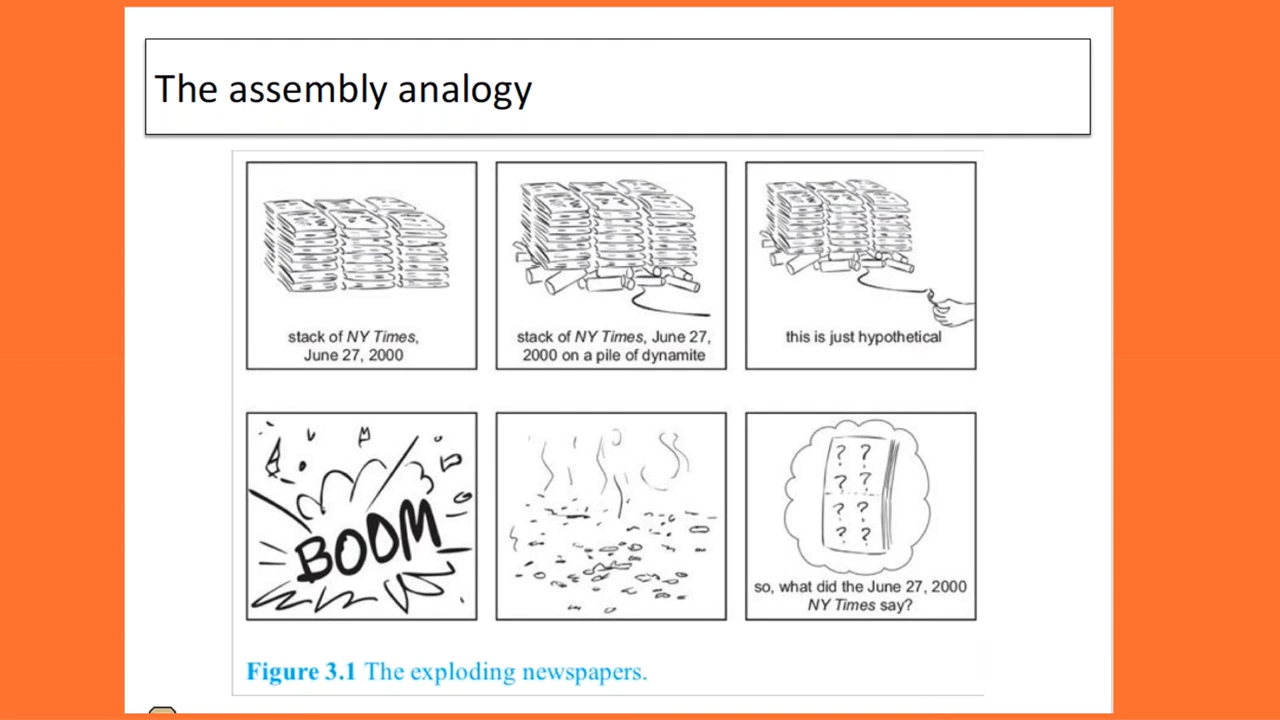 The assembly analogy
stack of NY Times,
June 27, 2000
stack of NY Times, June 27,
2000 on a pile of dynamite
this is just hypothetical
BOOM
? ?
? ?
? ?
? ?
so, what did the June 27, 2000
NY Times say?
Figure 3.1 The exploding newspapers.